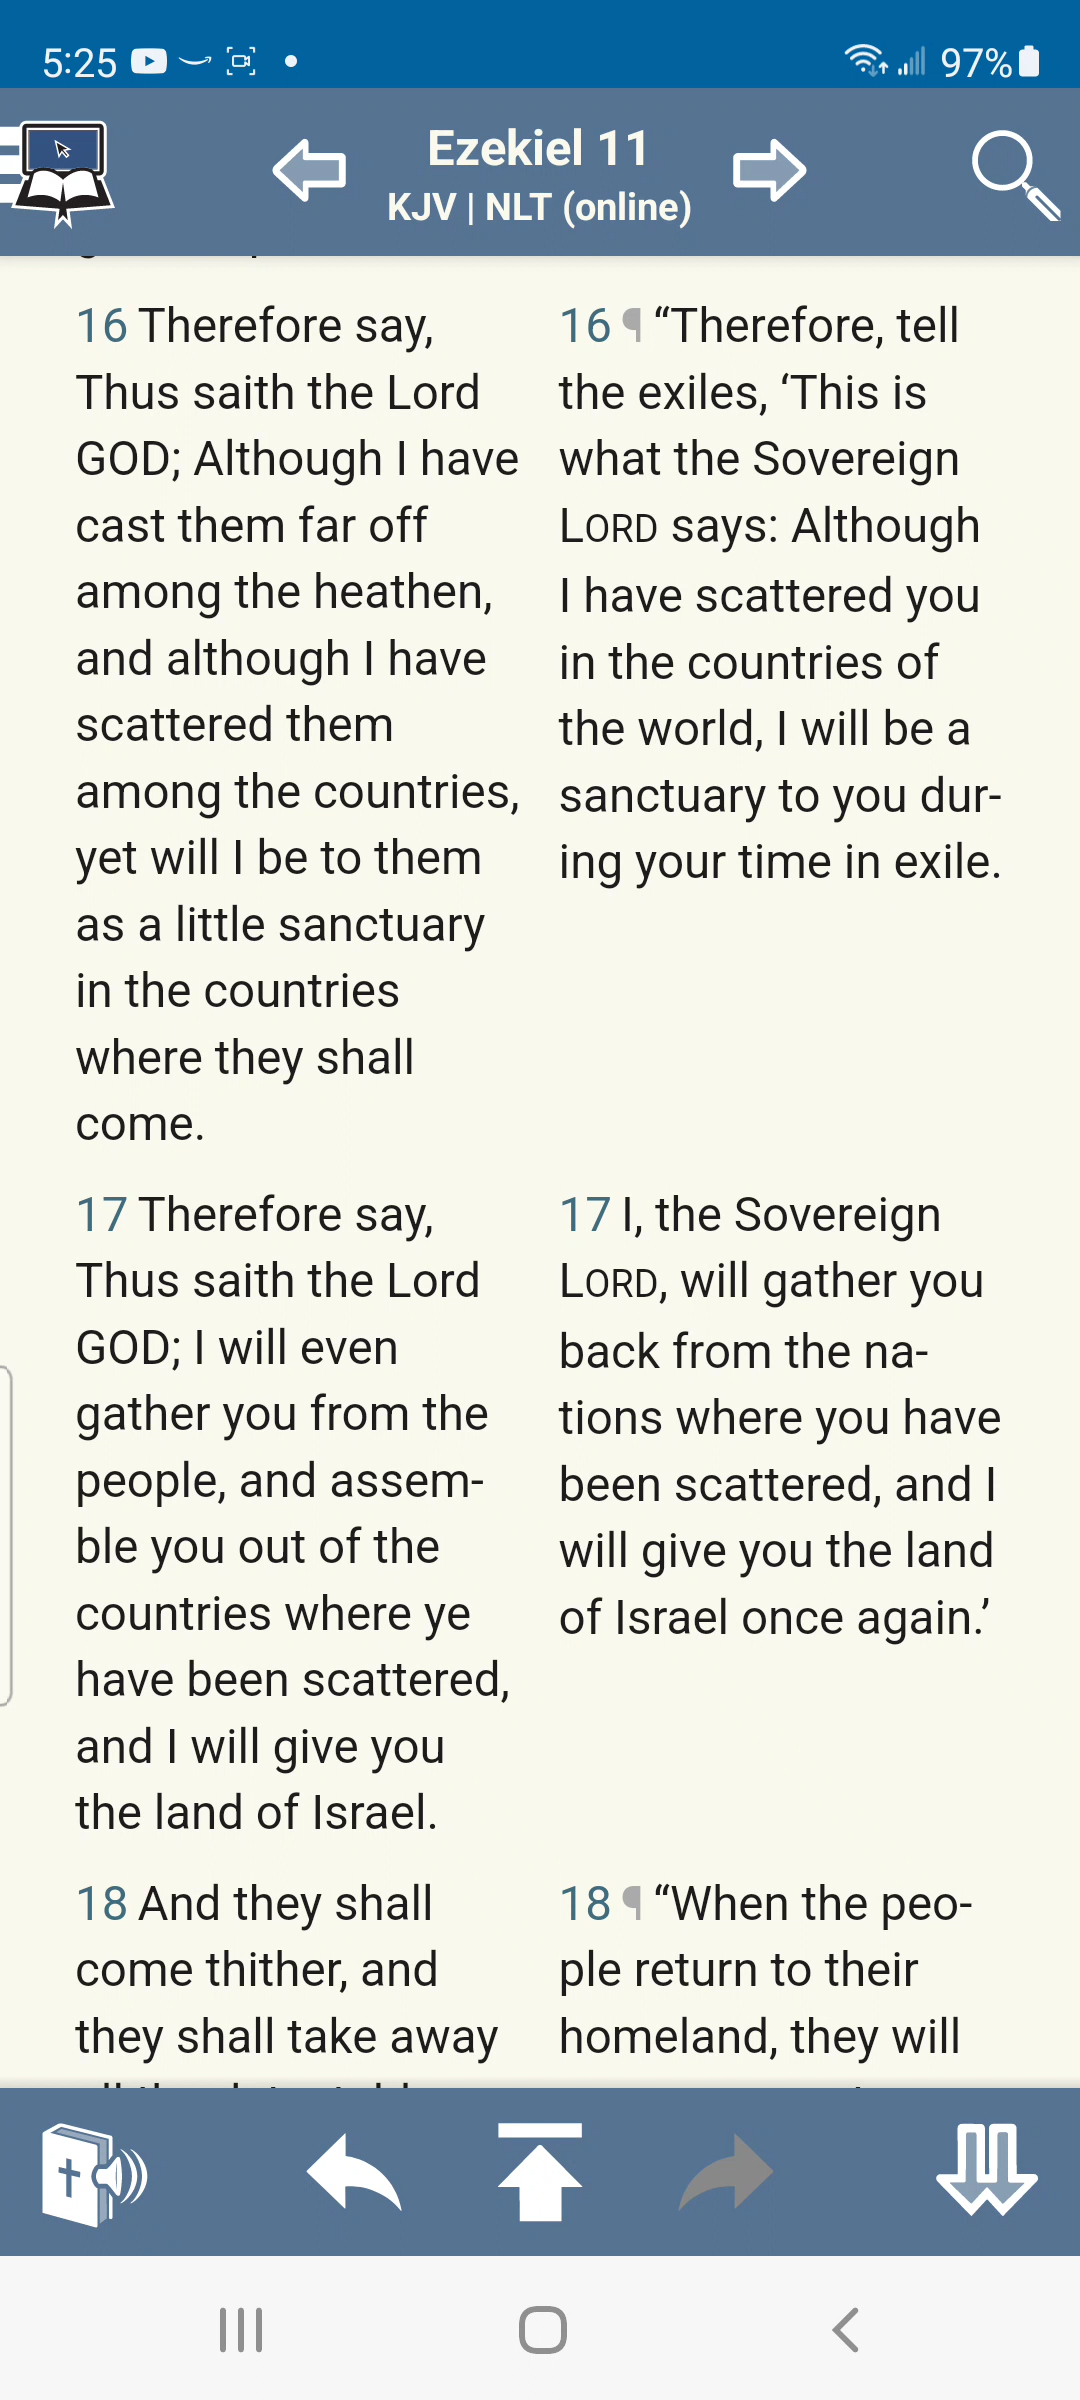 5:25
97%
Ezekiel 11
KJV | NLT (online)
16 Therefore say,
Thus saith the Lord
GOD; Although I have
cast them far off
among the heathen,
and although I have
scattered them
among the countries,
yet will I be to them
as a little sanctuary
in the countries
where they shall
come.
16 ¶ “Therefore, tell
the exiles, ‘This is
what the Sovereign
LORD says: Although
I have scattered you
in the countries of
the world, I will be a
sanctuary to you dur-
ing your time in exile.
17 Therefore say,
Thus saith the Lord
GOD; I will even
gather you from the
people, and assem-
ble you out of the
countries where ye
have been scattered,
and I will give you
the land of Israel.
17 I, the Sovereign
LORD, will gather you
back from the na-
tions where you have
been scattered, and I
will give you the land
of Israel once again.’
18 And they shall
come thither, and
they shall take away
18 ¶ “When the peo-
ple return to their
homeland, they will